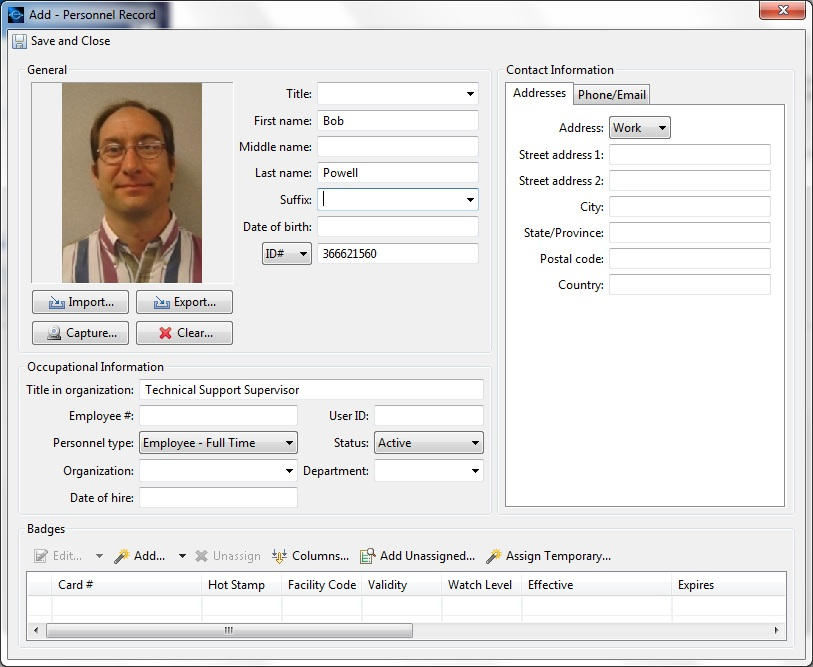 Add - Personnel Record
Save and Close
General
Title:
First name: Bob
Middle name:
Last name: Powell
Suffix:
Date of birth:
ID# 366621560
Import... Export...
Capture... Clear...
Contact Information
Addresses Phone/Email
Address: Work
Street address 1:
Street address 2:
City:
State/Province:
Postal code:
Country:
Occupational Information
Title in organization: Technical Support Supervisor
Employee #: User ID:
Personnel type: Employee - Full Time Status: Active
Organization: Department:
Date of hire:
Badges
Edit... Add... Unassign Columns... Add Unassigned... Assign Temporary...
Card # Hot Stamp Facility Code Validity Watch Level Effective Expires